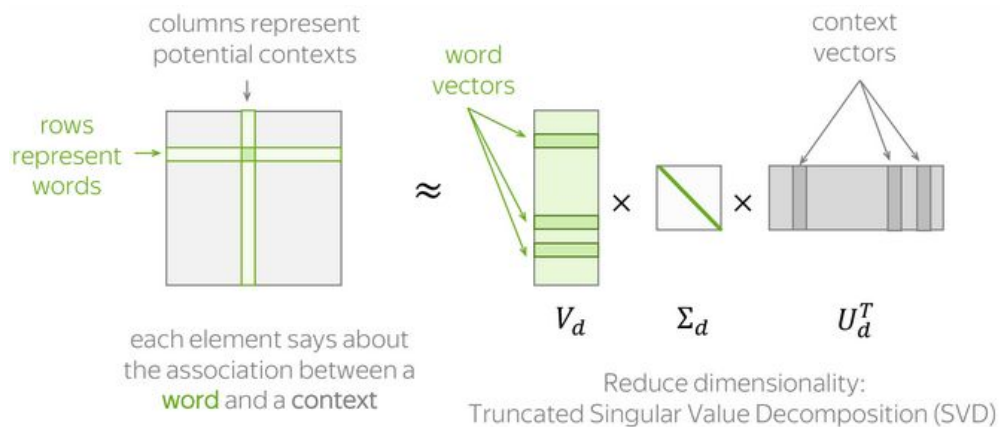 columns represent
potential contexts
rows
represent
words
each element says about
the association between a
word and a context
≈
word
vectors
×
×
context
vectors
V_d
Σ_d
U_d^T
Reduce dimensionality:
Truncated Singular Value Decomposition (SVD)